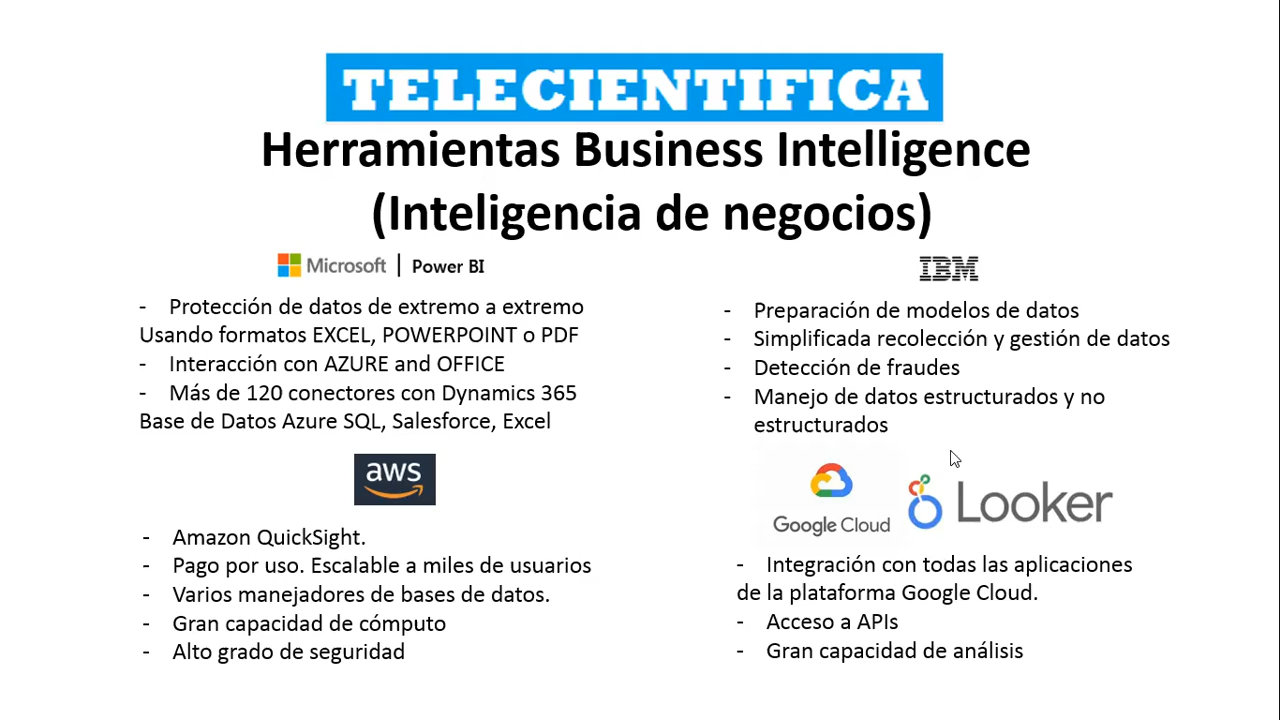 TELECIENTIFICA
Herramientas Business Intelligence
(Inteligencia de negocios)
Microsoft | Power BI
- Protección de datos de extremo a extremo
Usando formatos EXCEL, POWERPOINT o PDF
- Interacción con AZURE and OFFICE
- Más de 120 conectores con Dynamics 365
Base de Datos Azure SQL, Salesforce, Excel
IBM
- Preparación de modelos de datos
- Simplificada recolección y gestión de datos
- Detección de fraudes
- Manejo de datos estructurados y no
estructurados
aws
- Amazon QuickSight.
- Pago por uso. Escalable a miles de usuarios
- Varios manejadores de bases de datos.
- Gran capacidad de cómputo
- Alto grado de seguridad
Google Cloud
Looker
- Integración con todas las aplicaciones
de la plataforma Google Cloud.
- Acceso a APIs
- Gran capacidad de análisis